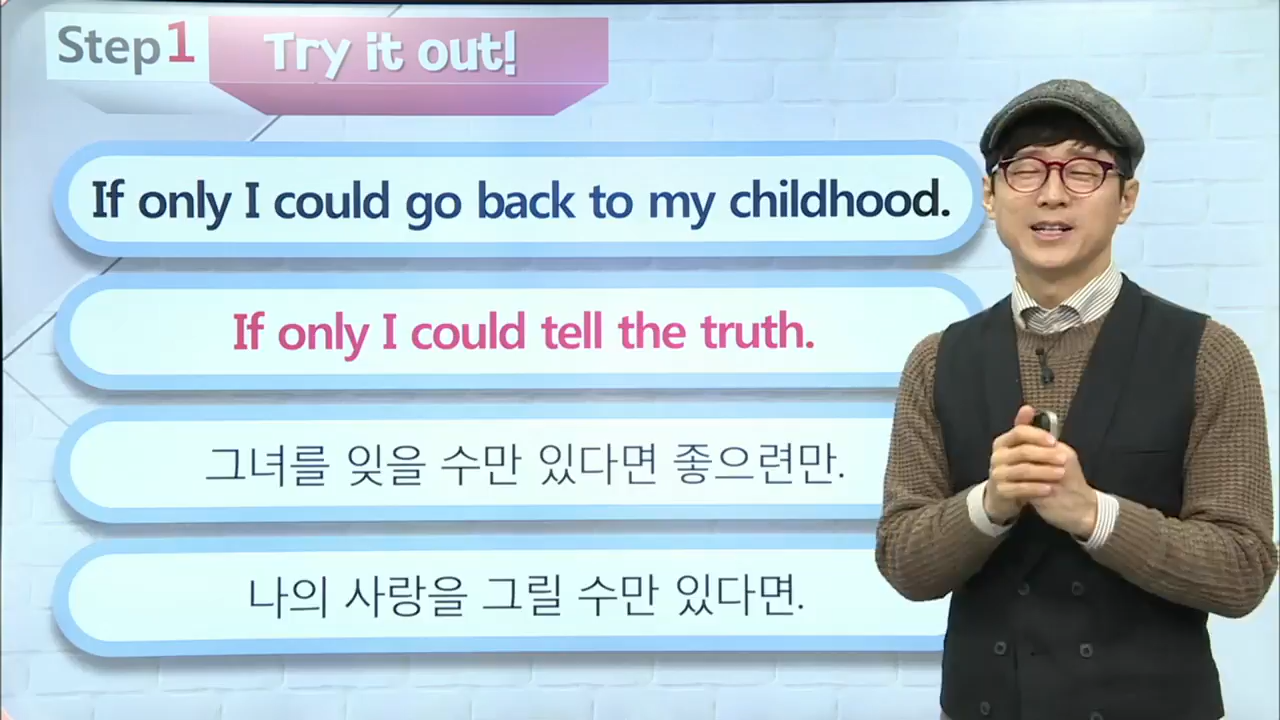 Step1 Try it out!
If only I could go back to my childhood.
If only I could tell the truth.
그녀를 잊을 수만 있다면 좋으련만.
나의 사랑을 그릴 수만 있다면.